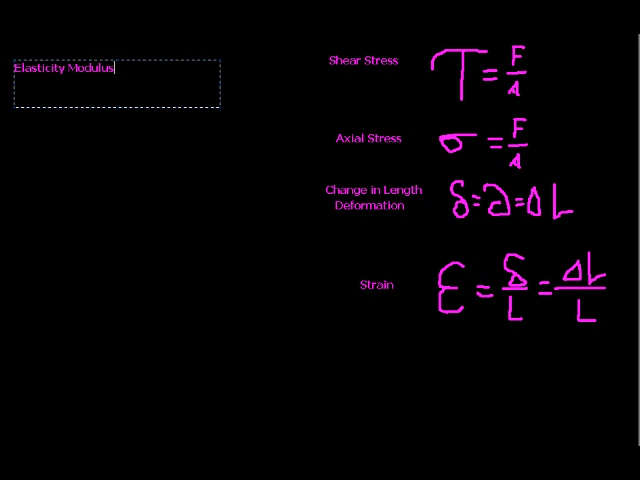 Elasticity Modulus
Shear Stress τ = F/A
Axial Stress σ = F/A
Change in Length
Deformation δ = ∂ = ΔL
Strain ε = δ/L = ΔL/L